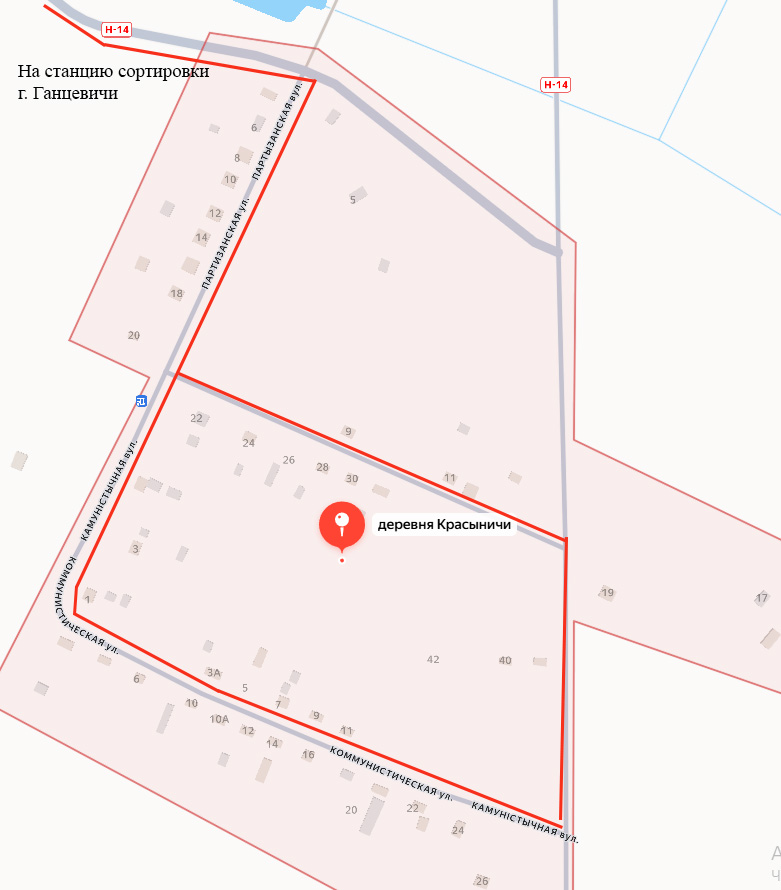 Н-14
На станцию сортировки
г. Ганцевичи
Н-14
ПАРТЫЗАНСКАЯ вул.
6
8
10
5
12
ПАРТИЗАНСКАЯ ул.
14
18
20
22
9
24
26
28
30
11
КАМУНІСТЫЧНАЯ вул.
деревня Красыничи
3
КОММУНИСТИЧЕСКАЯ ул.
1
19
17
42
40
3А
6
5
10
7
10А
9
12
11
14
16
КОММУНИСТИЧЕСКАЯ ул.
КАМУНІСТЫЧНАЯ вул.
20
22
24
26